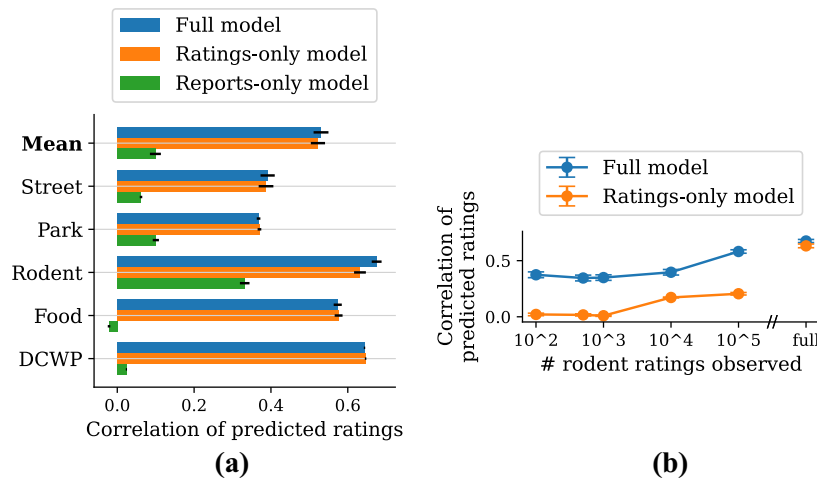 Full model
Ratings-only model
Reports-only model
Mean
Street
Park
Rodent
Food
DCWP
0.0 0.2 0.4 0.6
Correlation of predicted ratings
(a)
Full model
Ratings-only model
Correlation of
predicted ratings
0.5
0.0
10^2 10^3 10^4 10^5 // full
# rodent ratings observed
(b)